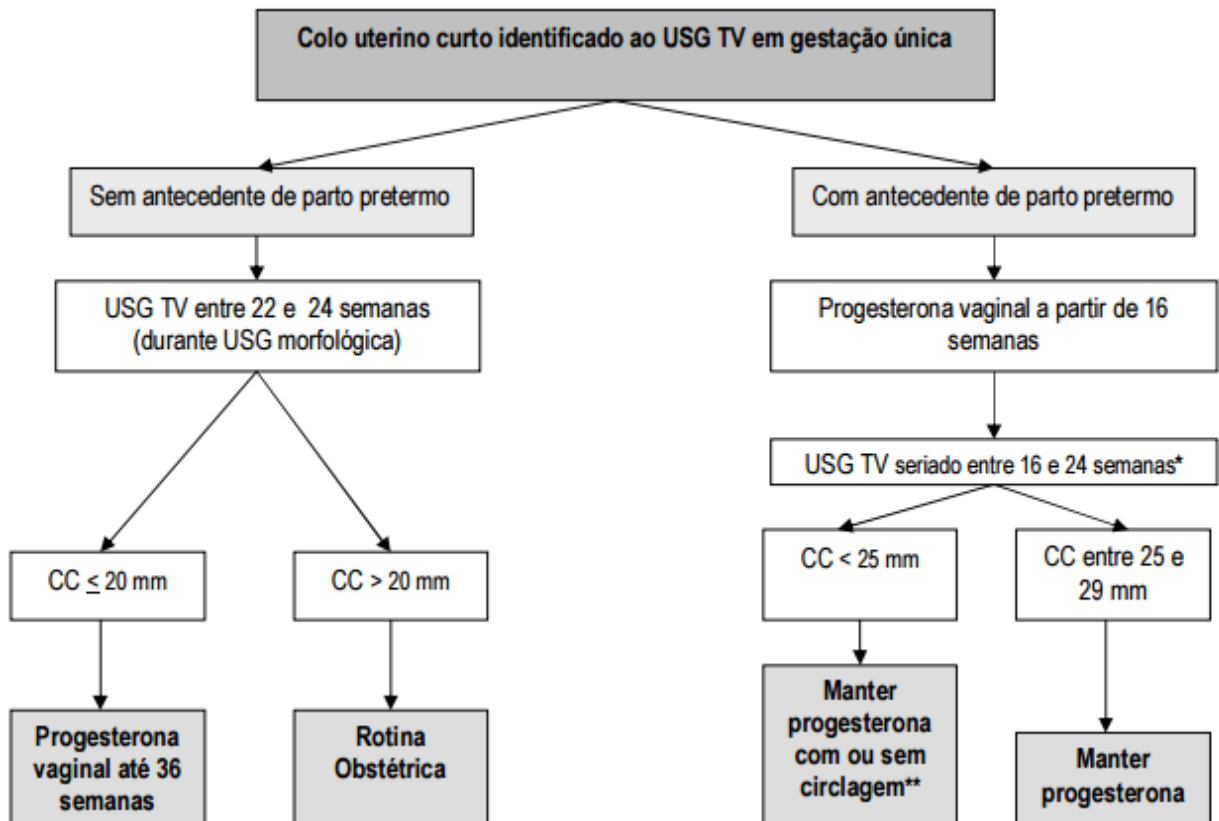 Colo uterino curto identificado ao USG TV em gestação única
Sem antecedente de parto pretermo
Com antecedente de parto pretermo
USG TV entre 22 e 24 semanas
(durante USG morfológica)
Progesterona vaginal a partir de 16
semanas
USG TV seriado entre 16 e 24 semanas*
CC ≤ 20 mm
CC > 20 mm
CC < 25 mm
CC entre 25 e
29 mm
Progesterona
vaginal até 36
semanas
Rotina
Obstétrica
Manter
progesterona
com ou sem
circlagem**
Manter
progesterona